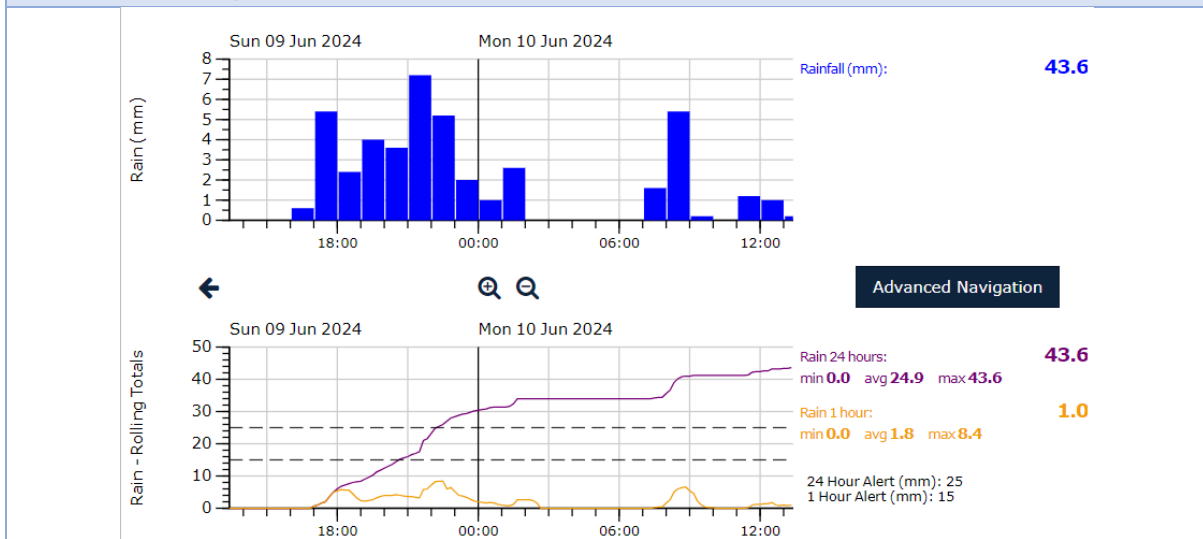 Sun 09 Jun 2024 Mon 10 Jun 2024
Rain (mm)
8
7
6
5
4
3
2
1
0
18:00 00:00 06:00 12:00
Rainfall (mm): 43.6
Advanced Navigation
Sun 09 Jun 2024 Mon 10 Jun 2024
Rain - Rolling Totals
50
40
30
20
10
0
18:00 00:00 06:00 12:00
Rain 24 hours: 43.6
min 0.0 avg 24.9 max 43.6
Rain 1 hour: 1.0
min 0.0 avg 1.8 max 8.4
24 Hour Alert (mm): 25
1 Hour Alert (mm): 15